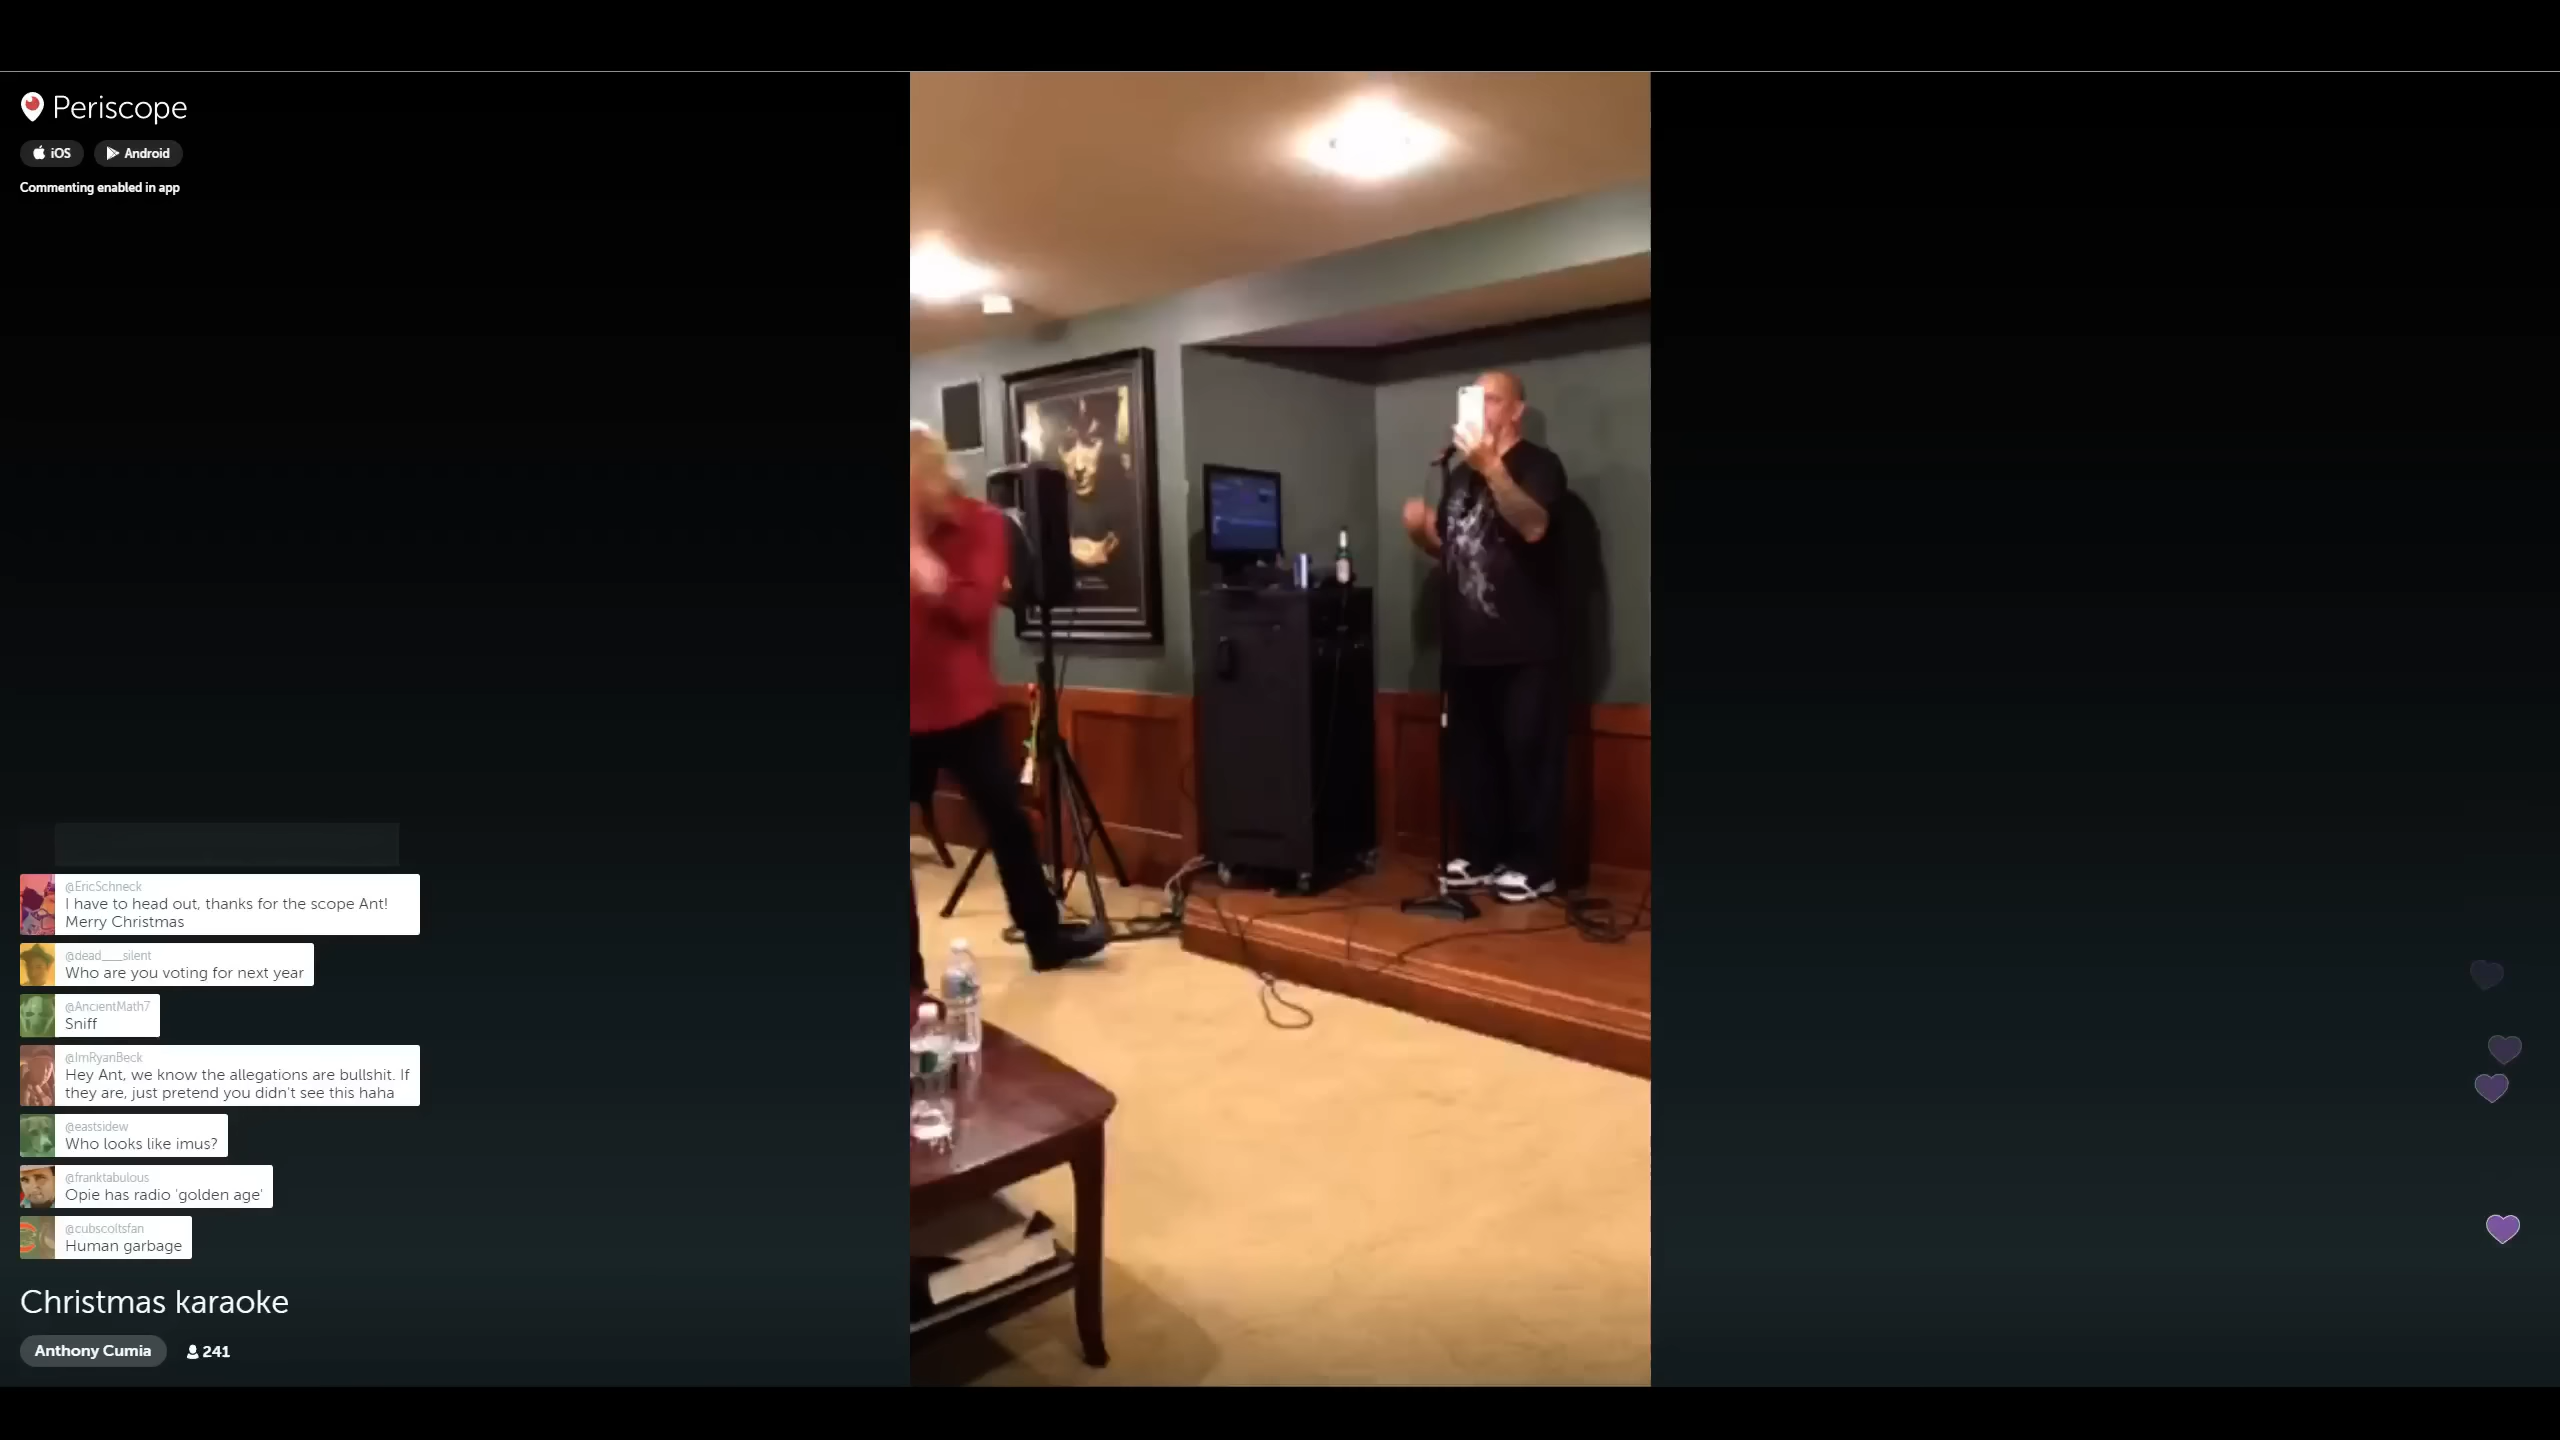 Periscope
iOS
Android
Commenting enabled in app
@EricSchneck
I have to head out, thanks for the scope Ant!
Merry Christmas
@dead___silent
Who are you voting for next year
@AncientMath7
Sniff
@ImRyanBeck
Hey Ant, we know the allegations are bullshit. If
they are, just pretend you didn't see this haha
@eastsidew
Who looks like imus?
@franktabulous
Opie has radio 'golden age'
@cubscoltsfan
Human garbage
Christmas karaoke
Anthony Cumia
241